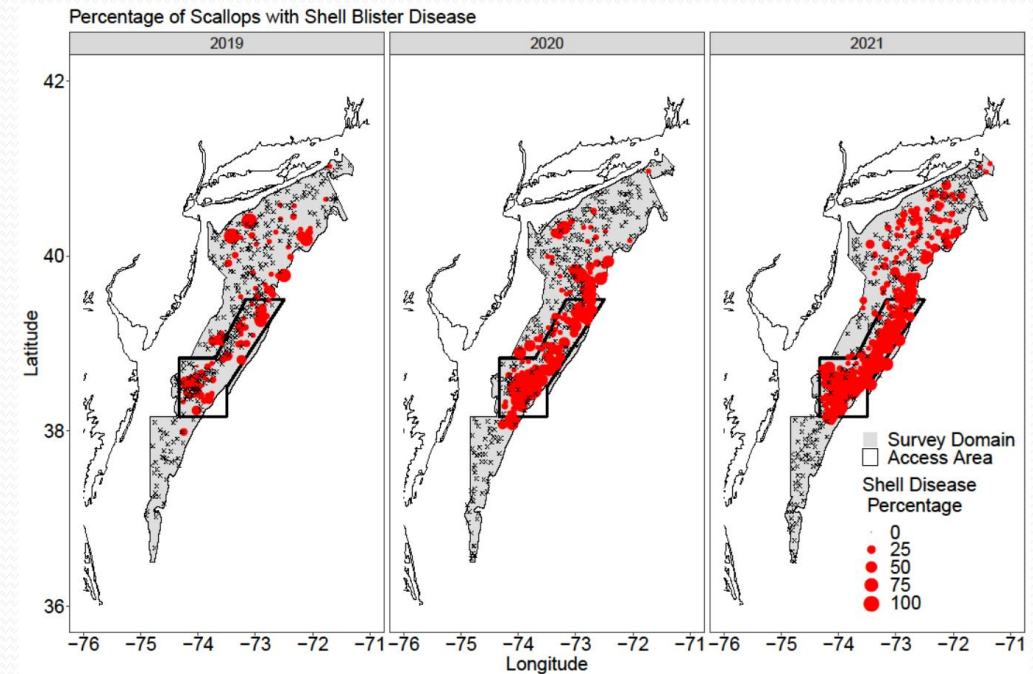 Percentage of Scallops with Shell Blister Disease
2019 2020 2021
42
40
38
36
Latitude
Survey Domain
Access Area
Shell Disease
Percentage
0
25
50
75
100
−76 −75 −74 −73 −72 −71 −76 −75 −74 −73 −72 −71 −76 −75 −74 −73 −72 −71
Longitude